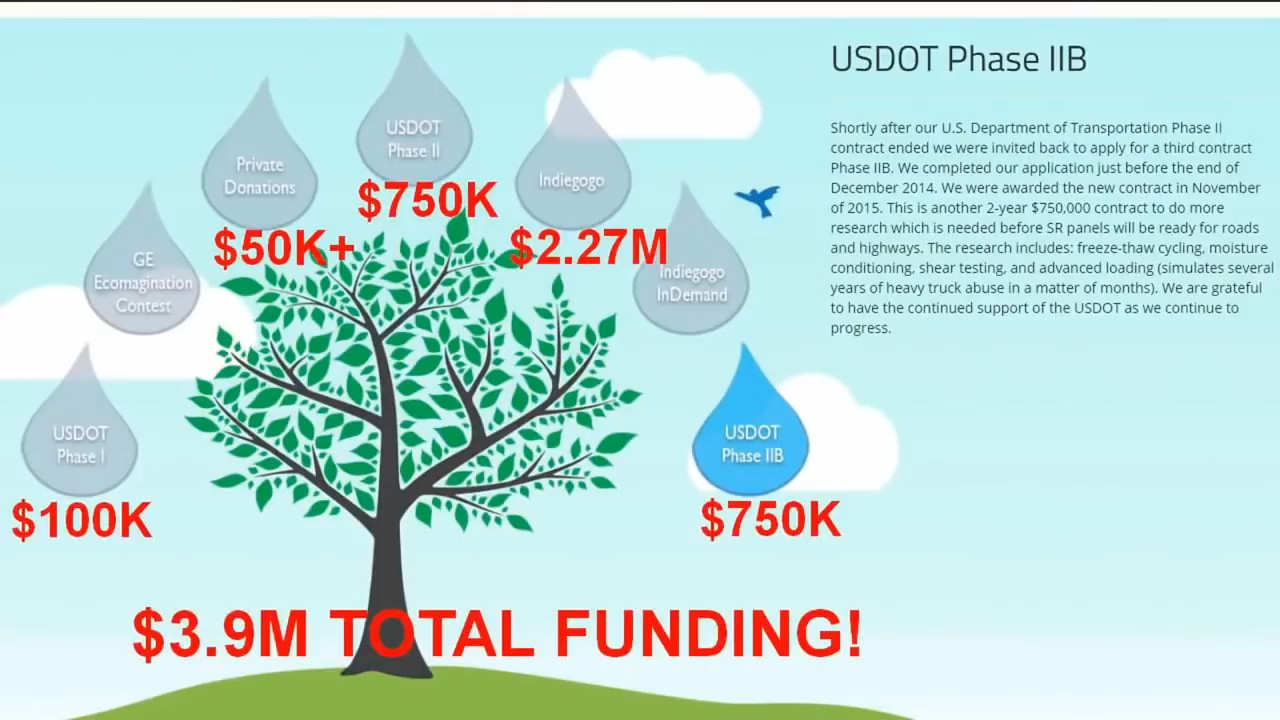 USDOT Phase IIB
Shortly after our U.S. Department of Transportation Phase II
contract ended we were invited back to apply for a third contract
Phase IIB. We completed our application just before the end of
December 2014. We were awarded the new contract in November
of 2015. This is another 2-year $750,000 contract to do more
research which is needed before SR panels will be ready for roads
and highways. The research includes: freeze-thaw cycling, moisture
conditioning, shear testing, and advanced loading (simulates several
years of heavy truck abuse in a matter of months). We are grateful
to have the continued support of the USDOT as we continue to
progress.
USDOT
Phase I
$100K
GE
Ecomagination
Contest
Private
Donations
$50K+
USDOT
Phase II
$750K
Indiegogo
$2.27M
Indiegogo
InDemand
USDOT
Phase IIB
$750K
$3.9M TOTAL FUNDING!